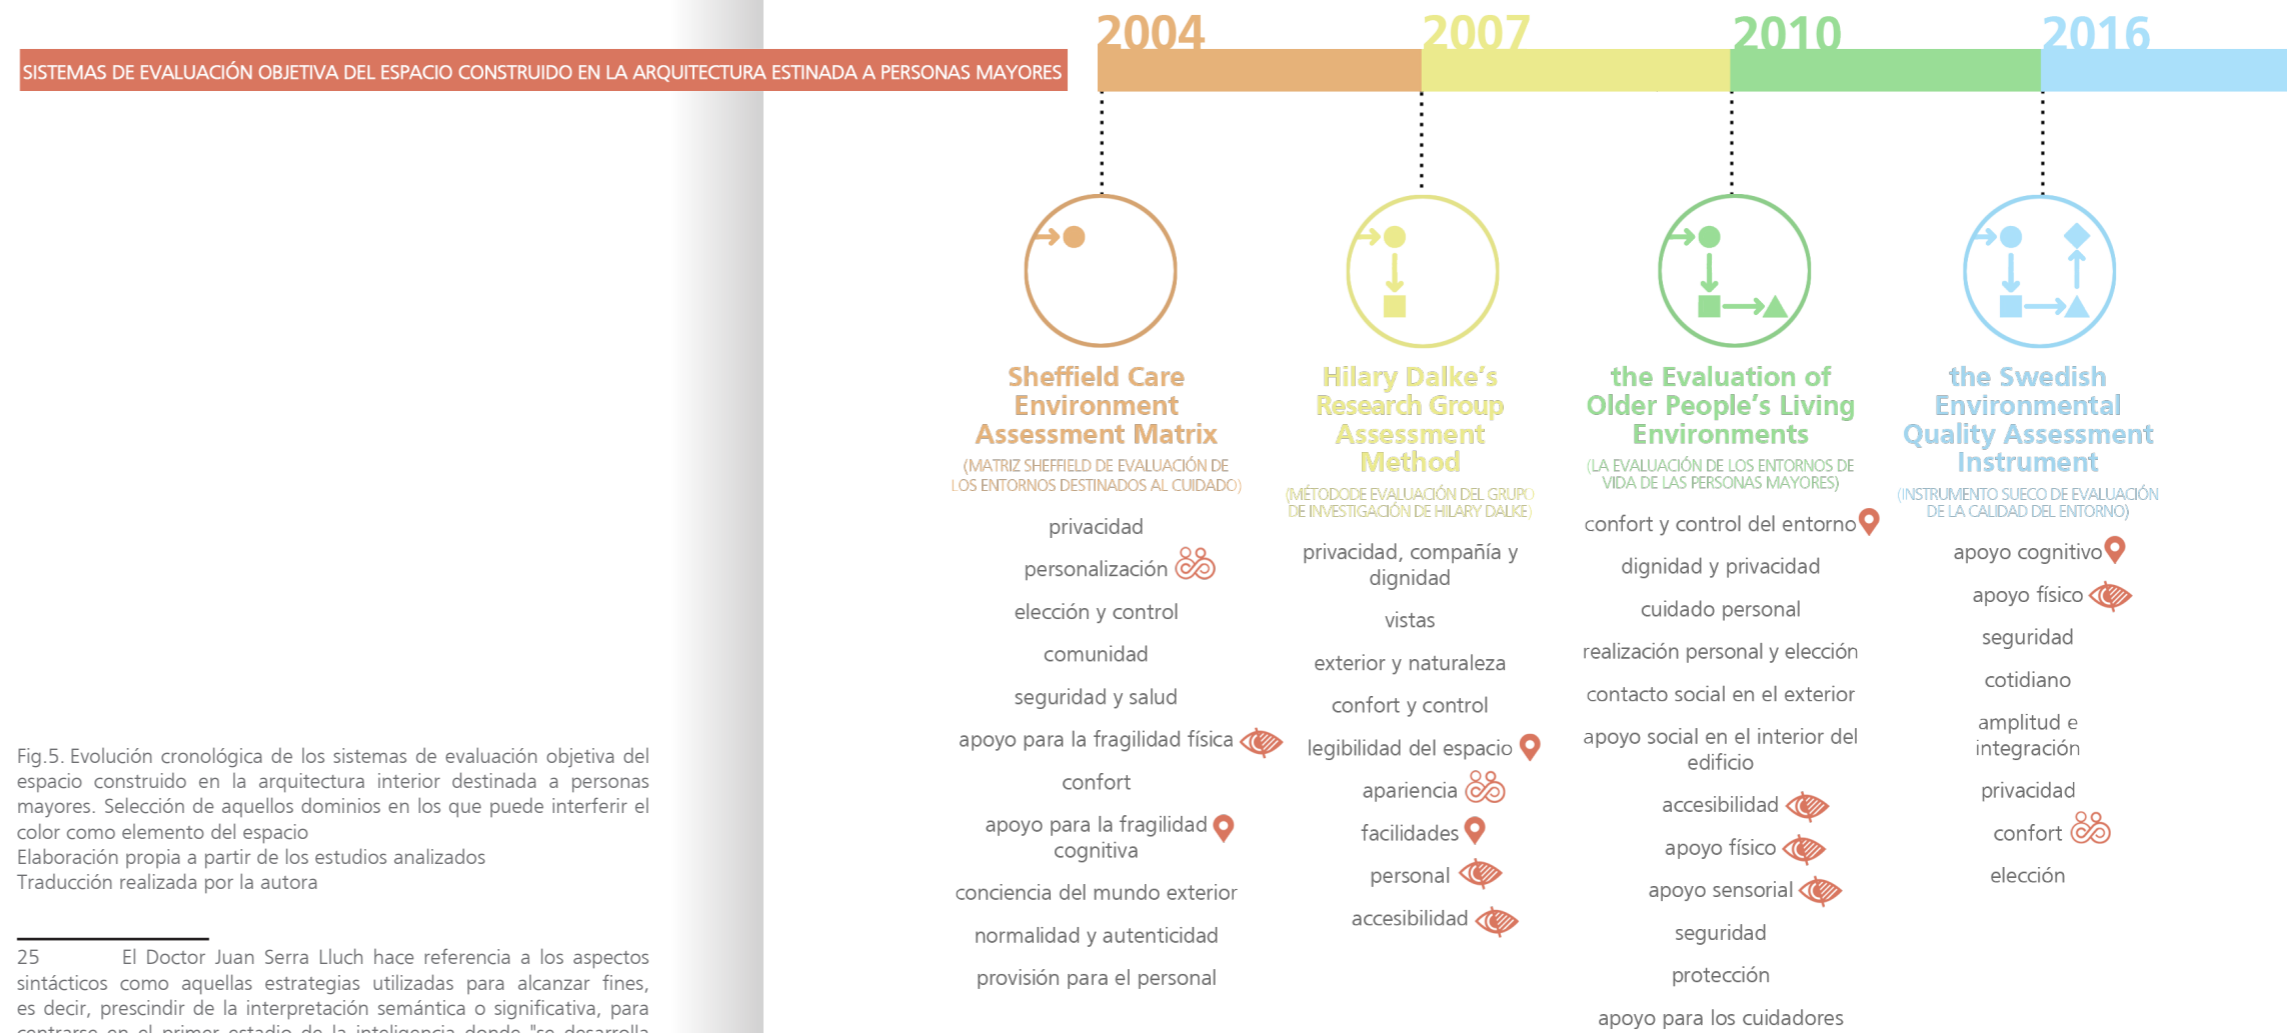 2004
2007
2010
2016
SISTEMAS DE EVALUACIÓN OBJETIVA DEL ESPACIO CONSTRUIDO EN LA ARQUITECTURA ESTINADA A PERSONAS MAYORES
Sheffield Care
Environment
Assessment Matrix
(MATRIZ SHEFFIELD DE EVALUACIÓN DE
LOS ENTORNOS DESTINADOS AL CUIDADO)
privacidad
personalización
elección y control
comunidad
seguridad y salud
apoyo para la fragilidad física
confort
apoyo para la fragilidad
cognitiva
conciencia del mundo exterior
normalidad y autenticidad
provisión para el personal
Hilary Dalke's
Research Group
Assessment
Method
(MÉTODODE EVALUACIÓN DEL GRUPO
DE INVESTIGACIÓN DE HILARY DALKE)
privacidad, compañía y
dignidad
vistas
exterior y naturaleza
confort y control
legibilidad del espacio
apariencia
facilidades
personal
accesibilidad
the Evaluation of
Older People's Living
Environments
(LA EVALUACIÓN DE LOS ENTORNOS DE
VIDA DE LAS PERSONAS MAYORES)
confort y control del entorno
dignidad y privacidad
cuidado personal
realización personal y elección
contacto social en el exterior
apoyo social en el interior del
edificio
accesibilidad
apoyo físico
apoyo sensorial
seguridad
protección
apoyo para los cuidadores
the Swedish
Environmental
Quality Assessment
Instrument
(INSTRUMENTO SUECO DE EVALUACIÓN
DE LA CALIDAD DEL ENTORNO)
apoyo cognitivo
apoyo físico
seguridad
cotidiano
amplitud e
integración
privacidad
confort
elección
Fig.5. Evolución cronológica de los sistemas de evaluación objetiva del
espacio construido en la arquitectura interior destinada a personas
mayores. Selección de aquellos dominios en los que puede interferir el
color como elemento del espacio
Elaboración propia a partir de los estudios analizados
Traducción realizada por la autora
25 El Doctor Juan Serra Lluch hace referencia a los aspectos
sintácticos como aquellas estrategias utilizadas para alcanzar fines,
es decir, prescindir de la interpretación semántica o significativa, para
centrarse en el primer estadio de la inteligencia donde "se desarrolla